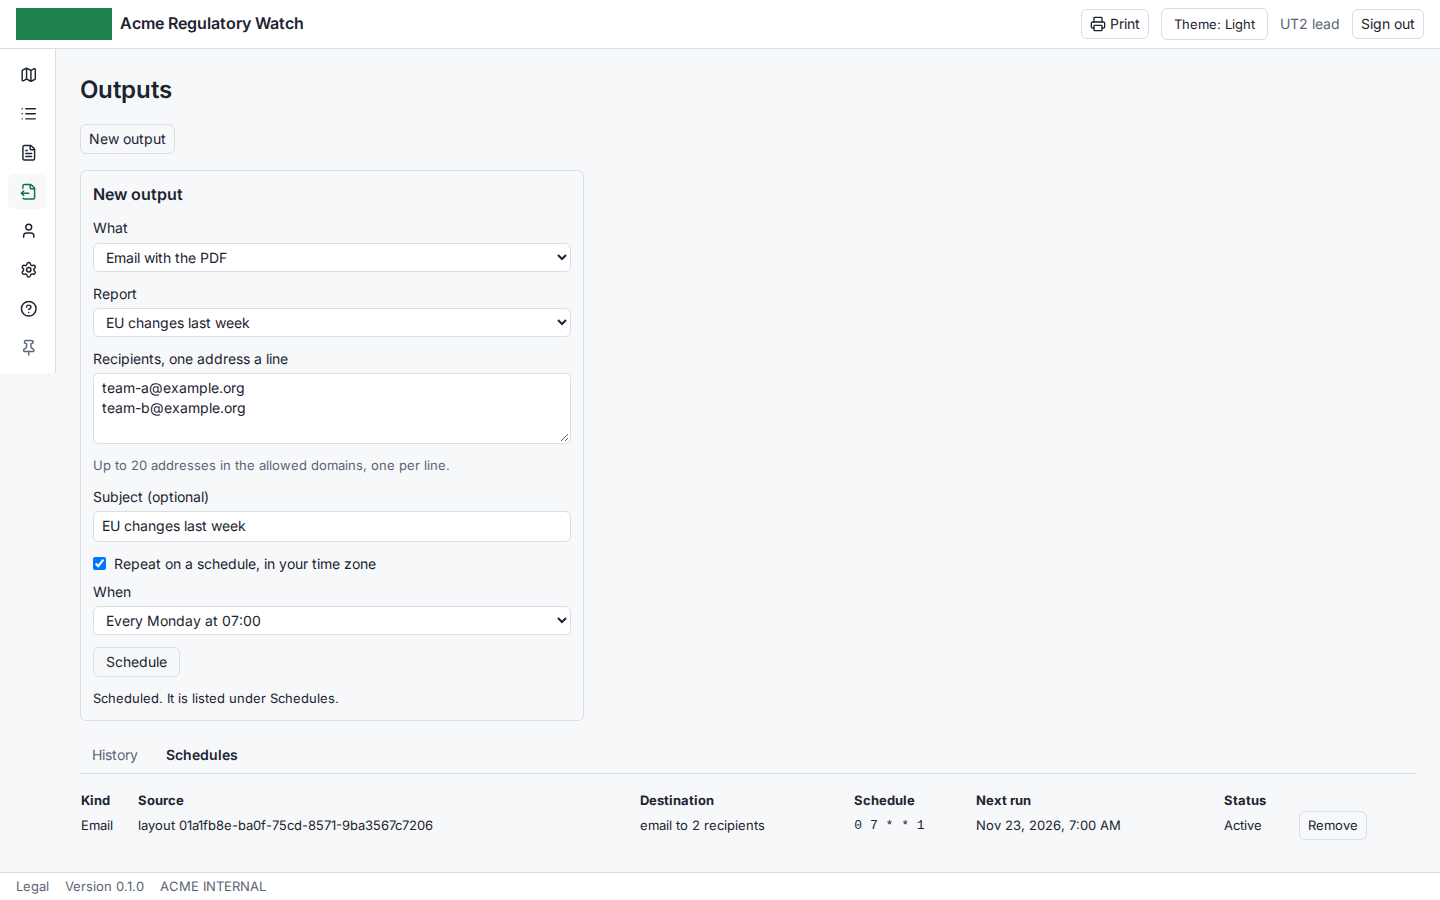 Acme Regulatory Watch
Print
Theme: Light
UT2 lead
Sign out
Outputs
New output
New output
What
Email with the PDF
Report
EU changes last week
Recipients, one address a line
team-a@example.org
team-b@example.org
Up to 20 addresses in the allowed domains, one per line.
Subject (optional)
EU changes last week
Repeat on a schedule, in your time zone
When
Every Monday at 07:00
Schedule
Scheduled. It is listed under Schedules.
History Schedules
Kind Source Destination Schedule Next run Status
Email layout 01a1fb8e-ba0f-75cd-8571-9ba3567c7206 email to 2 recipients 0 7 * * 1 Nov 23, 2026, 7:00 AM Active Remove
Legal Version 0.1.0 ACME INTERNAL